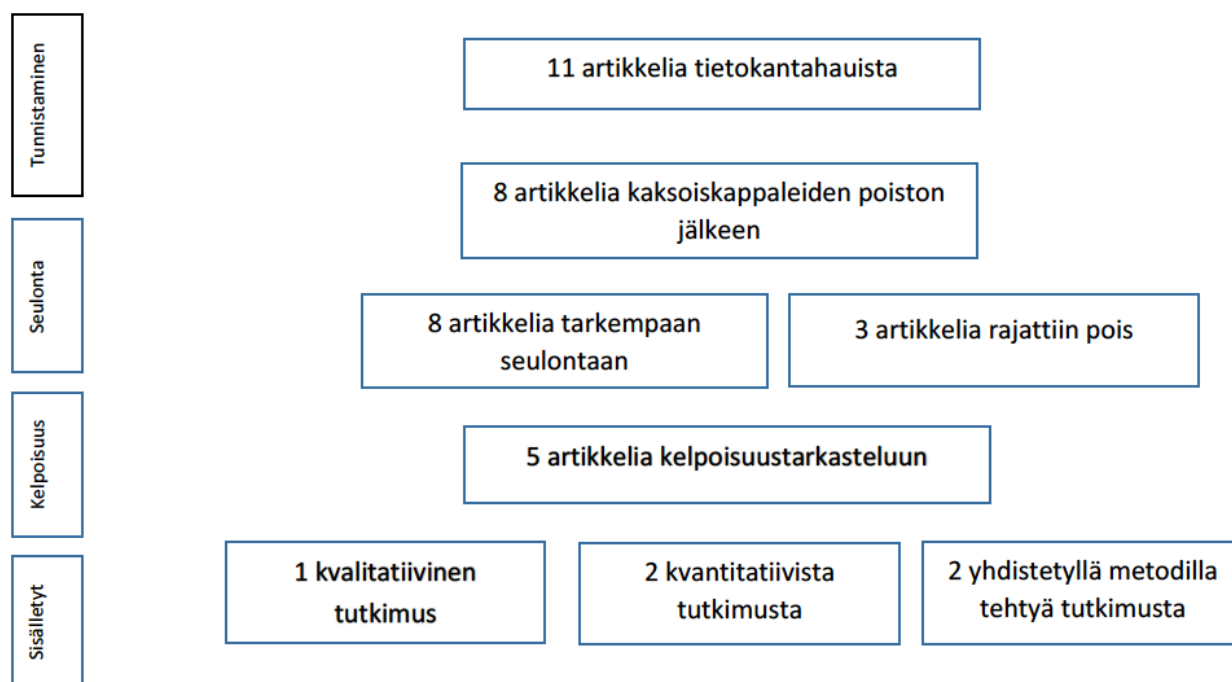 Tunnistaminen
11 artikkelia tietokantahauista
8 artikkelia kaksoiskappaleiden poiston
jälkeen
Seulonta
8 artikkelia tarkempaan
seulontaan
3 artikkelia rajattiin pois
Kelpoisuus
5 artikkelia kelpoisuustarkasteluun
Sisälletyt
1 kvalitatiivinen
tutkimus
2 kvantitatiivista
tutkimusta
2 yhdistetyllä metodilla
tehtyä tutkimusta